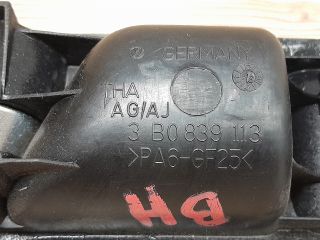 GERMANY
THA
AG/AJ
3 B0 839 113
>PA6-GF25<
BH